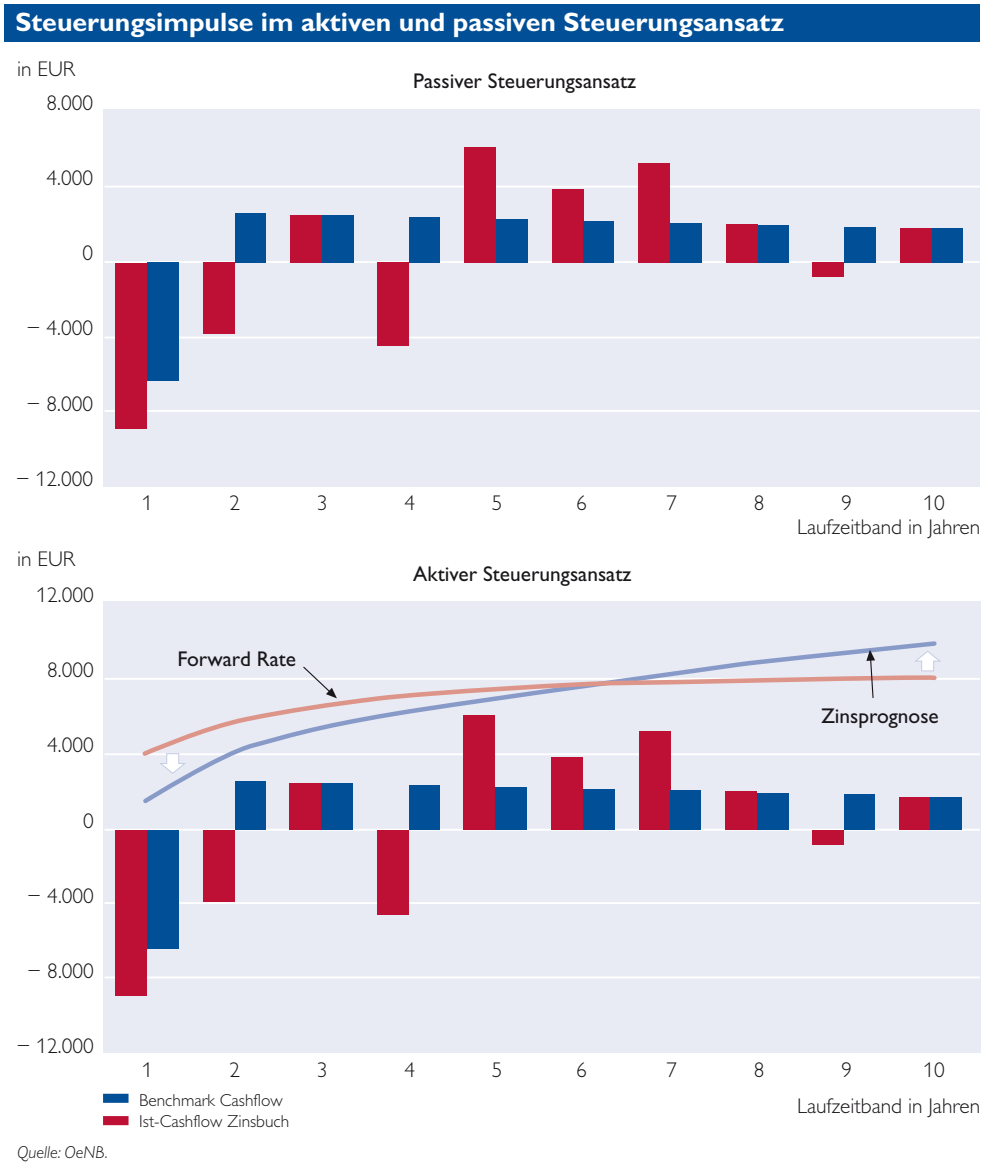 Steuerungsimpulse im aktiven und passiven Steuerungsansatz
in EUR
Passiver Steuerungsansatz
8.000
4.000
0
– 4.000
– 8.000
– 12.000
1 2 3 4 5 6 7 8 9 10
Laufzeitband in Jahren
in EUR
Aktiver Steuerungsansatz
12.000
8.000
4.000
0
– 4.000
– 8.000
– 12.000
Forward Rate
Zinsprognose
1 2 3 4 5 6 7 8 9 10
Laufzeitband in Jahren
Benchmark Cashflow
Ist-Cashflow Zinsbuch
Quelle: OeNB.